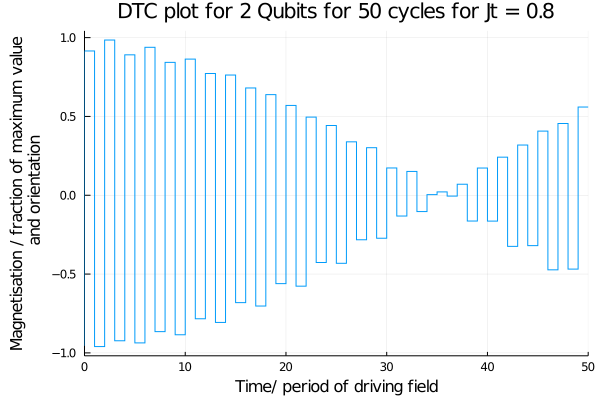 DTC plot for 2 Qubits for 50 cycles for Jt = 0.8
Magnetisation / fraction of maximum value
and orientation
1.0
0.5
0.0
−0.5
−1.0
0
10
20
30
40
50
Time/ period of driving field